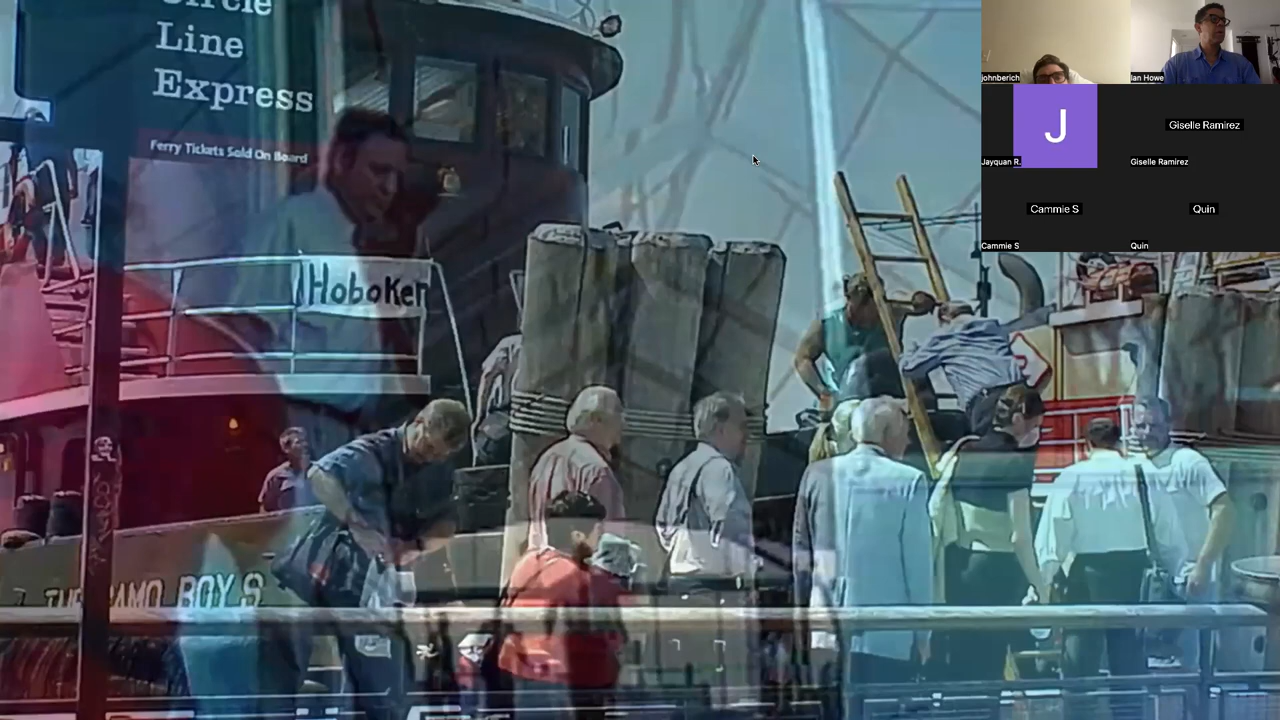 Circle
Line
Express
Ferry Tickets Sold On Board
Hoboken
johnberich
Ian Howe
J
Jayquan R.
Giselle Ramirez
Giselle Ramirez
Cammie S
Cammie S
Quin
Quin
BOY S